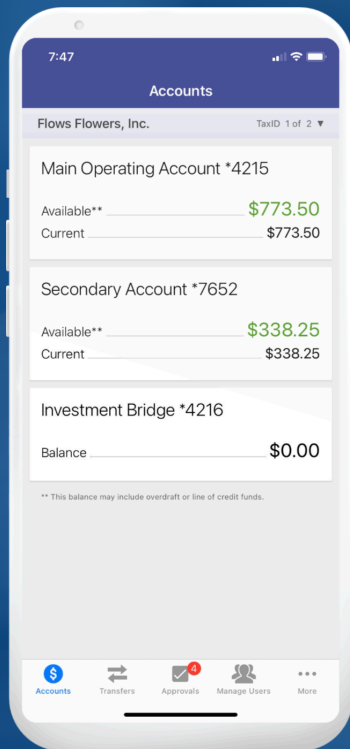 7:47
Accounts
Flows Flowers, Inc. TaxID 1 of 2 ▼
Main Operating Account *4215
Available** $773.50
Current $773.50
Secondary Account *7652
Available** $338.25
Current $338.25
Investment Bridge *4216
Balance $0.00
** This balance may include overdraft or line of credit funds.
$ 4
Accounts Transfers Approvals Manage Users More